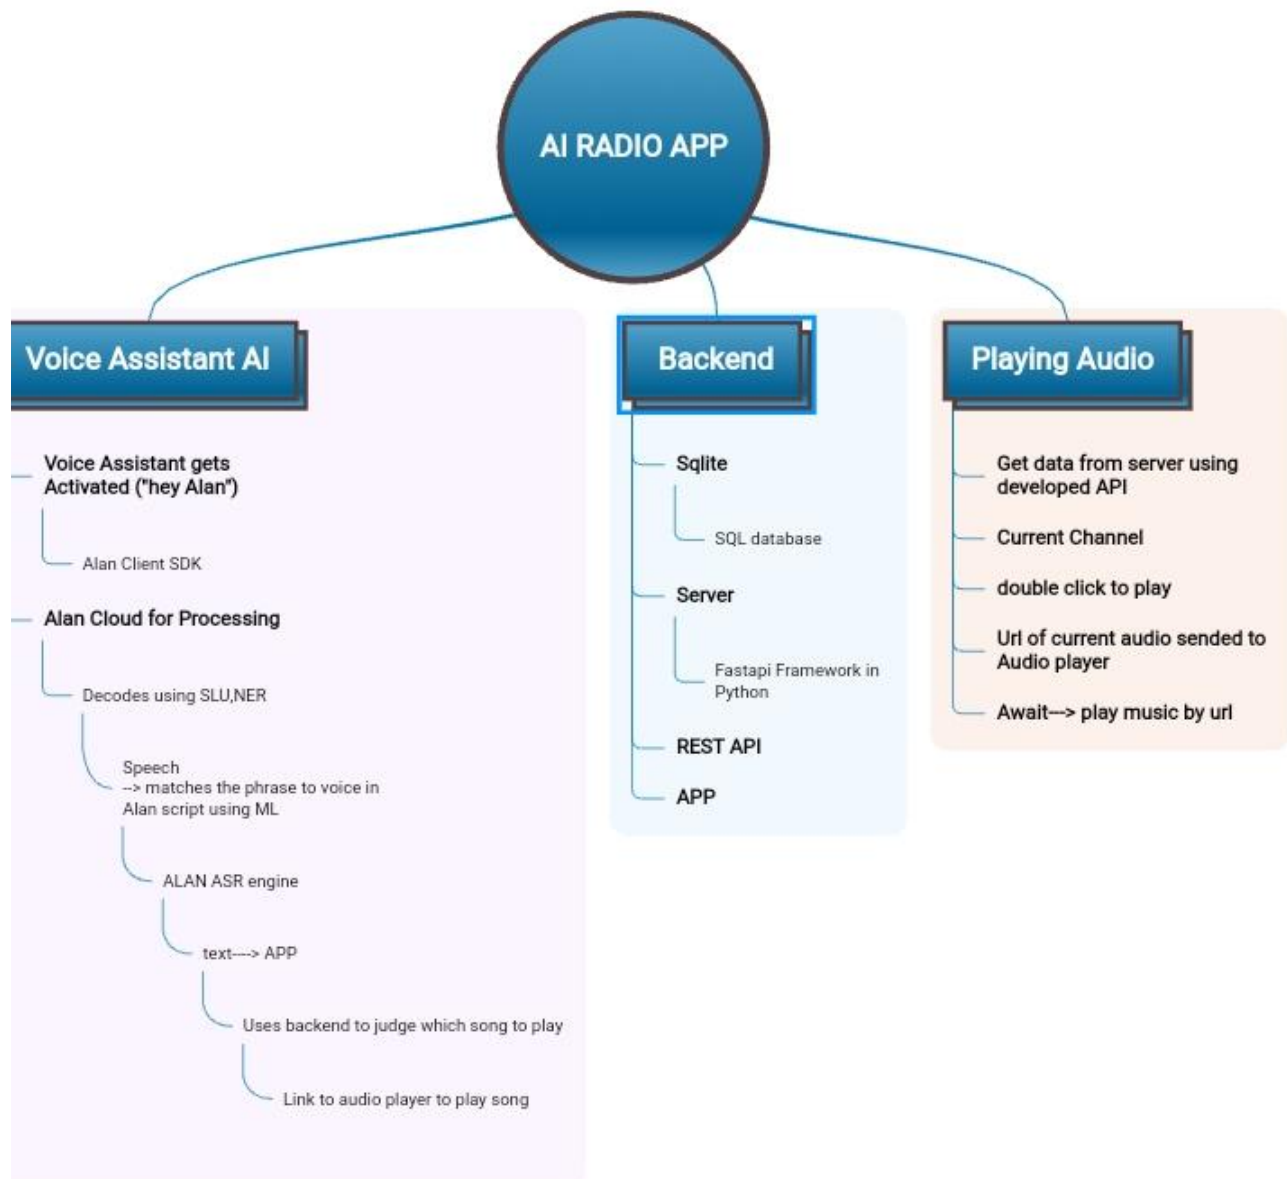 AI RADIO APP
Voice Assistant AI
Voice Assistant gets
Activated ("hey Alan")
Alan Client SDK
Alan Cloud for Processing
Decodes using SLU,NER
Speech
--> matches the phrase to voice in
Alan script using ML
ALAN ASR engine
text----> APP
Uses backend to judge which song to play
Link to audio player to play song
Backend
Sqlite
SQL database
Server
Fastapi Framework in
Python
REST API
APP
Playing Audio
Get data from server using
developed API
Current Channel
double click to play
Url of current audio sended to
Audio player
Await---> play music by url